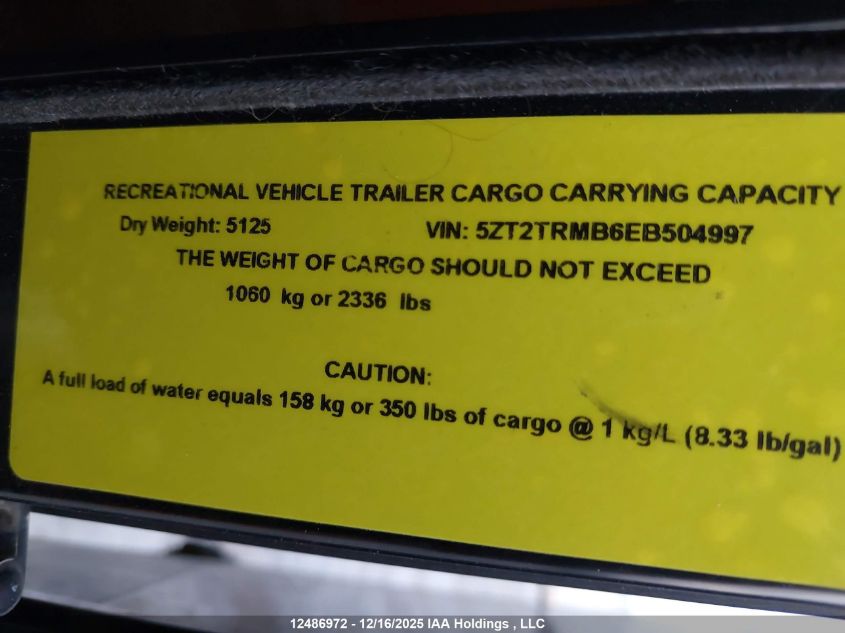 RECREATIONAL VEHICLE TRAILER CARGO CARRYING CAPACITY
Dry Weight: 5125 VIN: 5ZT2TRMB6EB504997
THE WEIGHT OF CARGO SHOULD NOT EXCEED
1060 kg or 2336 lbs
CAUTION:
A full load of water equals 158 kg or 350 lbs of cargo @ 1 kg/L (8.33 lb/gal)
12486972 - 12/16/2025 IAA Holdings , LLC